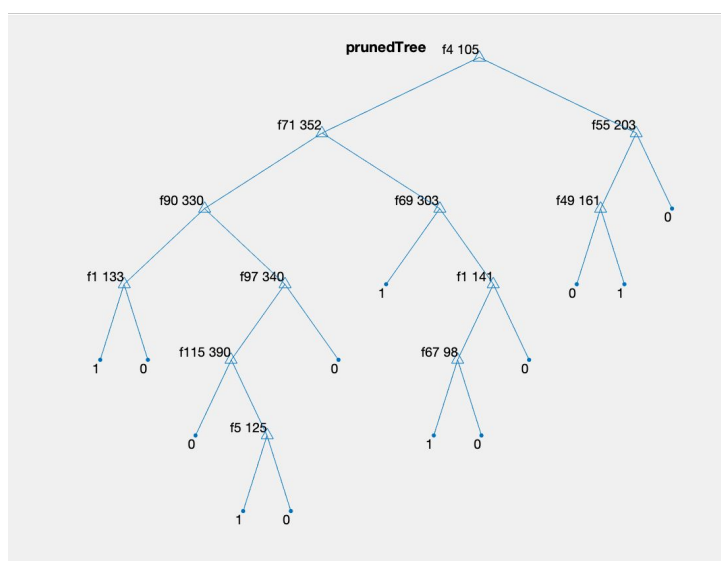 prunedTree f4 105
f71 352 f55 203
f90 330 f69 303 f49 161 0
f1 133 f97 340 1 f1 141 0 1
1 0 f115 390 0 f67 98 0
0 f5 125 1 0
1 0